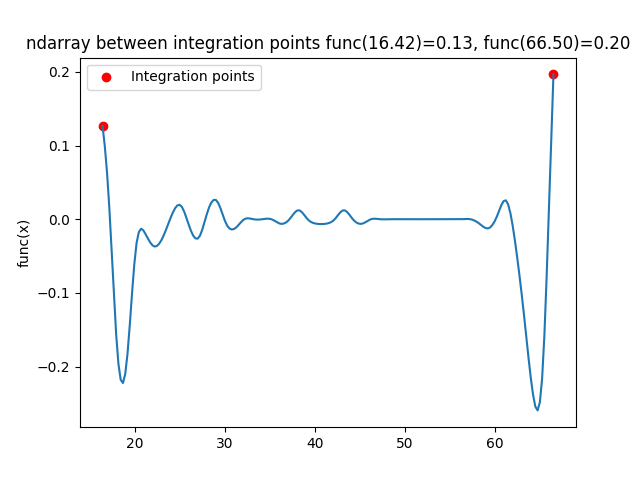 ndarray between integration points func(16.42)=0.13, func(66.50)=0.20
Integration points
0.2
0.1
0.0
−0.1
−0.2
func(x)
20 30 40 50 60